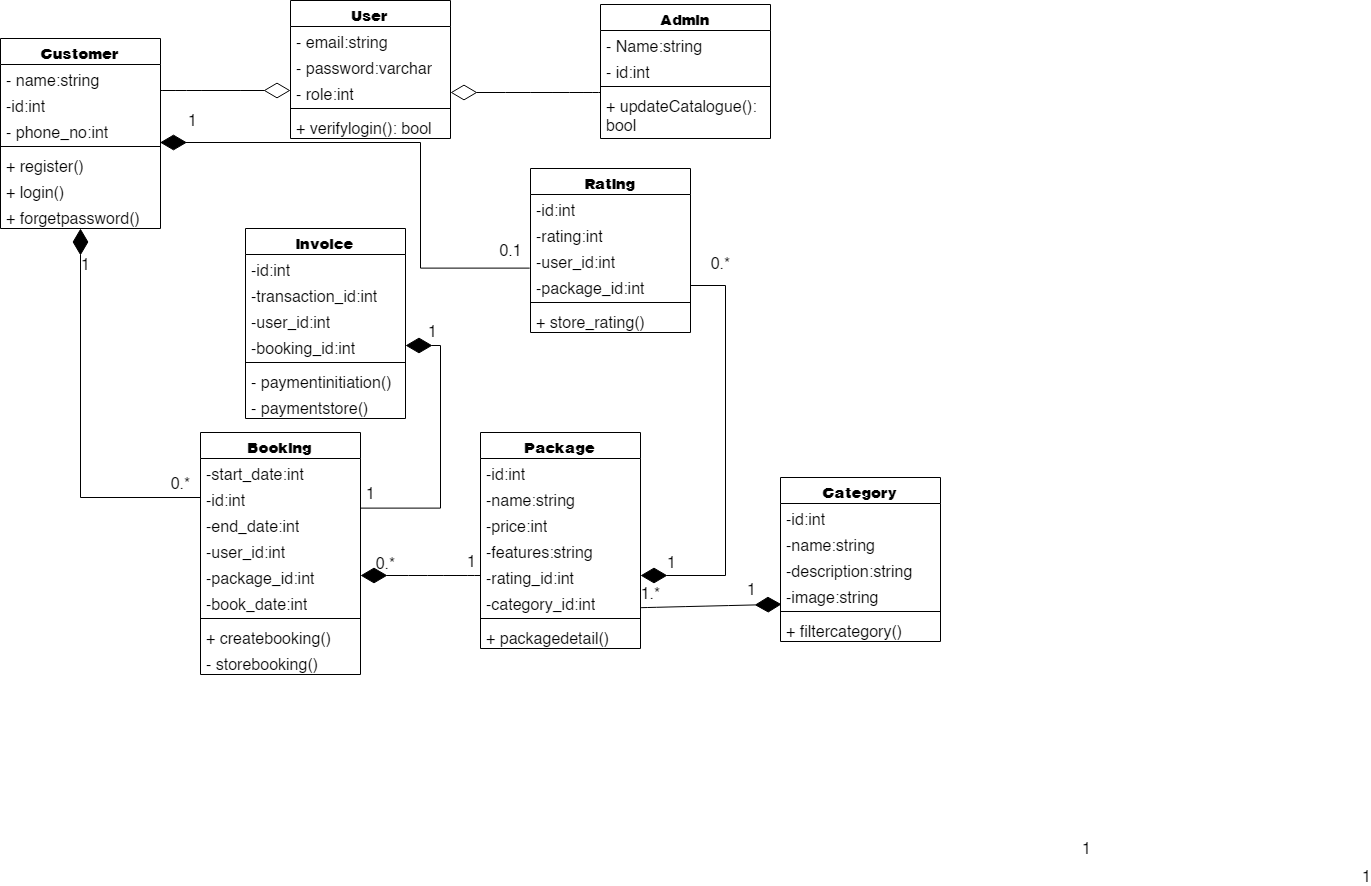 User
- email:string
- password:varchar
- role:int
+ verifylogin(): bool
Admin
- Name:string
- id:int
+ updateCatalogue():
bool
Customer
- name:string
-id:int
- phone_no:int
+ register()
+ login()
+ forgetpassword()
1
1
0.1
0.*
Rating
-id:int
-rating:int
-user_id:int
-package_id:int
+ store_rating()
Invoice
-id:int
-transaction_id:int
-user_id:int
-booking_id:int
- paymentinitiation()
- paymentstore()
1
1
0.*
Booking
-start_date:int
-id:int
-end_date:int
-user_id:int
-package_id:int
-book_date:int
+ createbooking()
- storebooking()
0.*
1
Package
-id:int
-name:string
-price:int
-features:string
-rating_id:int
-category_id:int
+ packagedetail()
1
1.*
1
Category
-id:int
-name:string
-description:string
-image:string
+ filtercategory()
1
1